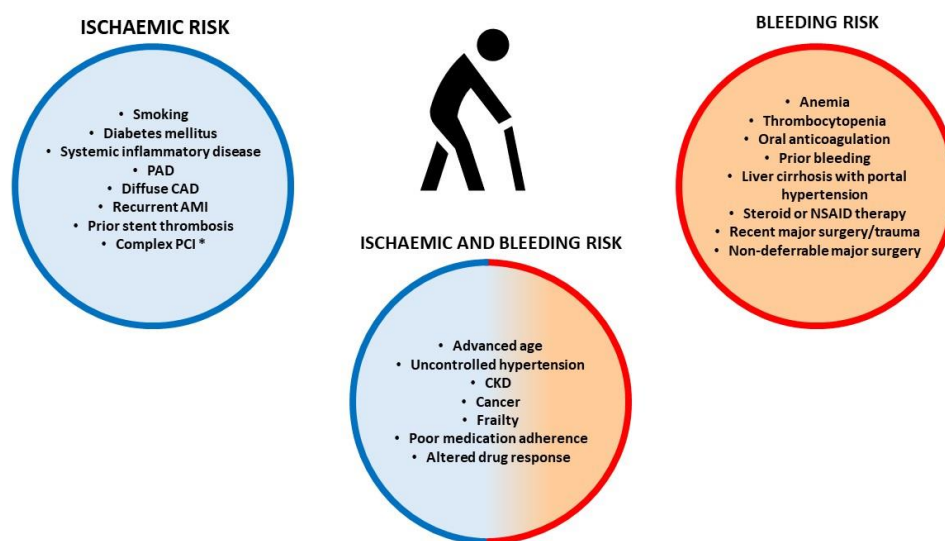 ISCHAEMIC RISK
• Smoking
• Diabetes mellitus
• Systemic inflammatory disease
• PAD
• Diffuse CAD
• Recurrent AMI
• Prior stent thrombosis
• Complex PCI *
BLEEDING RISK
• Anemia
• Thrombocytopenia
• Oral anticoagulation
• Prior bleeding
• Liver cirrhosis with portal
hypertension
• Steroid or NSAID therapy
• Recent major surgery/trauma
• Non-deferrable major surgery
ISCHAEMIC AND BLEEDING RISK
• Advanced age
• Uncontrolled hypertension
• CKD
• Cancer
• Frailty
• Poor medication adherence
• Altered drug response